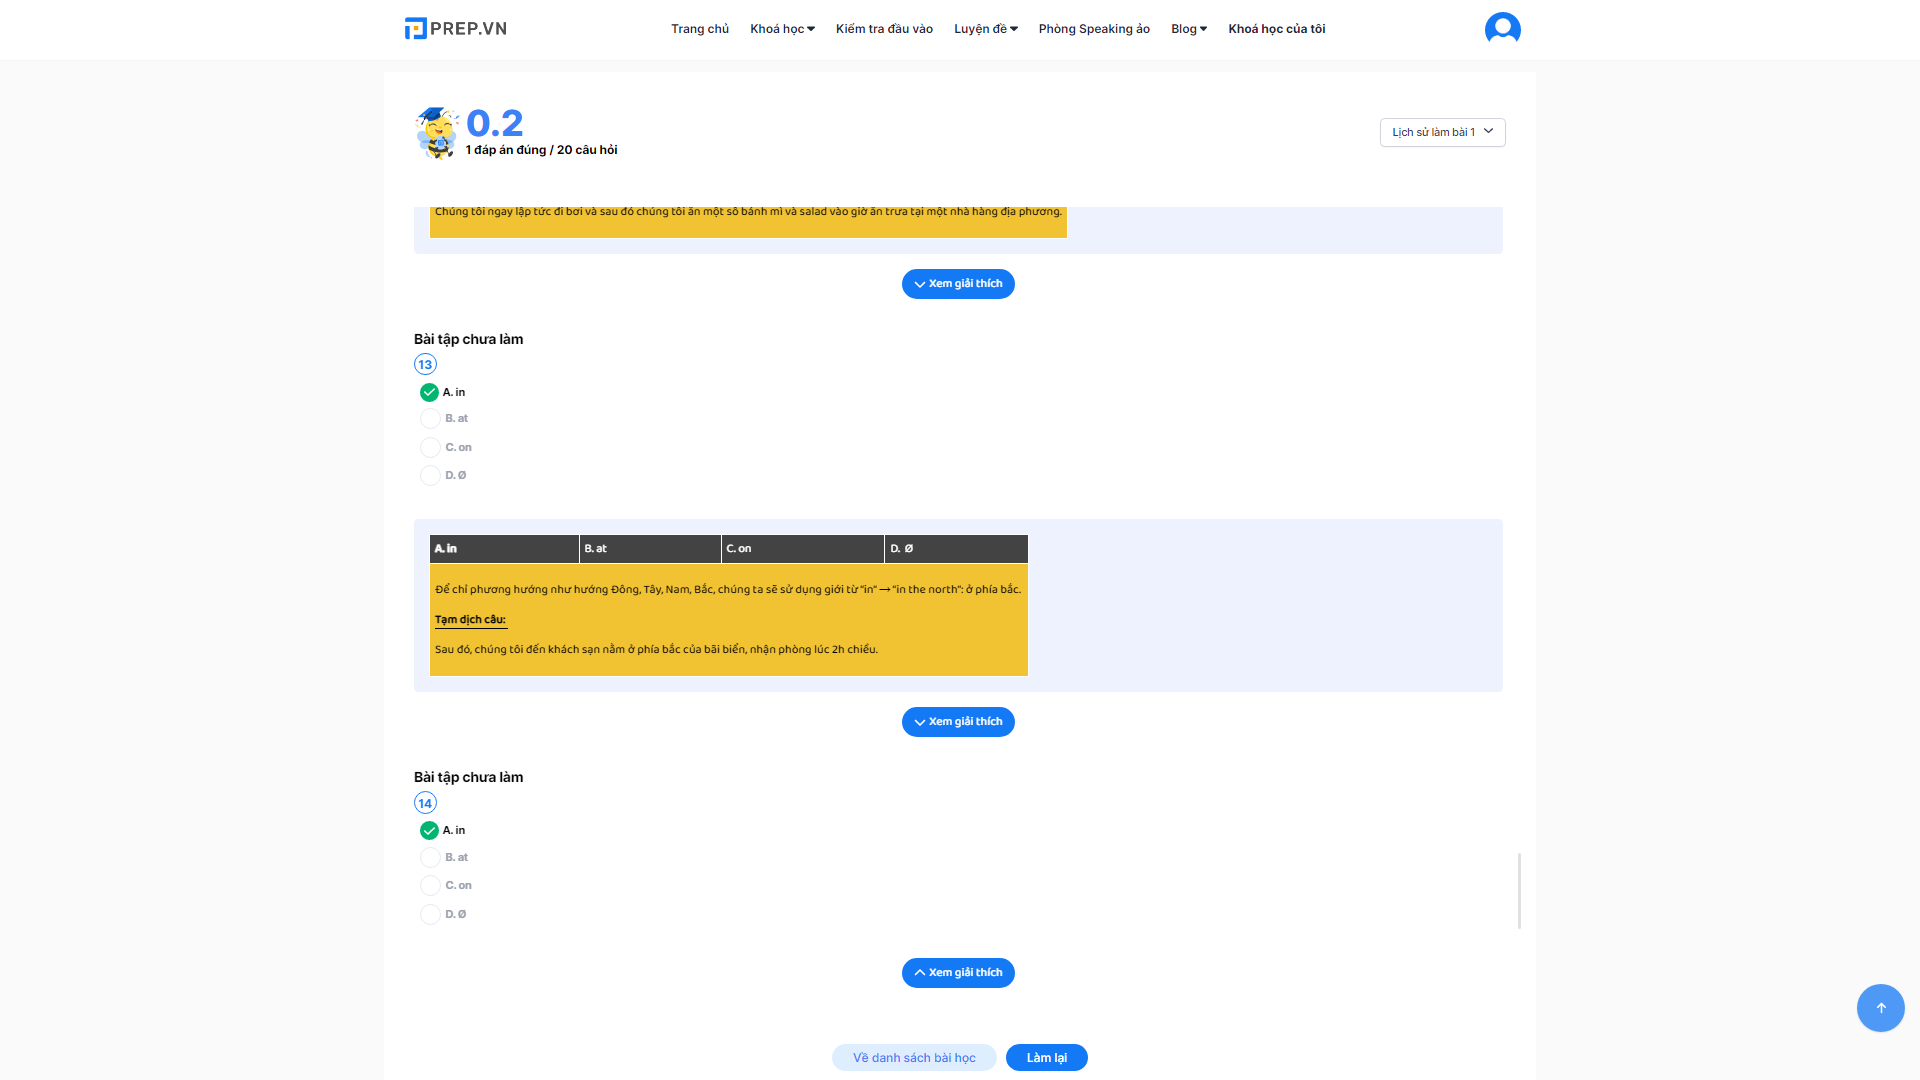 PREP.VN
Trang chủ Khoá học Kiểm tra đầu vào Luyện đề Phòng Speaking ảo Blog Khoá học của tôi
0.2
1 đáp án đúng / 20 câu hỏi
Lịch sử làm bài 1
Chúng tôi ngay lập tức đi bơi và sau đó chúng tôi ăn một số bánh mì và salad vào giờ ăn trưa tại một nhà hàng địa phương.
Xem giải thích
Bài tập chưa làm
13
A. in
B. at
C. on
D. Ø
A. in B. at C. on D. Ø
Để chỉ phương hướng như hướng Đông, Tây, Nam, Bắc, chúng ta sẽ sử dụng giới từ “in” → “in the north”: ở phía bắc.
Tạm dịch câu:
Sau đó, chúng tôi đến khách sạn nằm ở phía bắc của bãi biển, nhận phòng lúc 2h chiều.
Xem giải thích
Bài tập chưa làm
14
A. in
B. at
C. on
D. Ø
Xem giải thích
Về danh sách bài học Làm lại